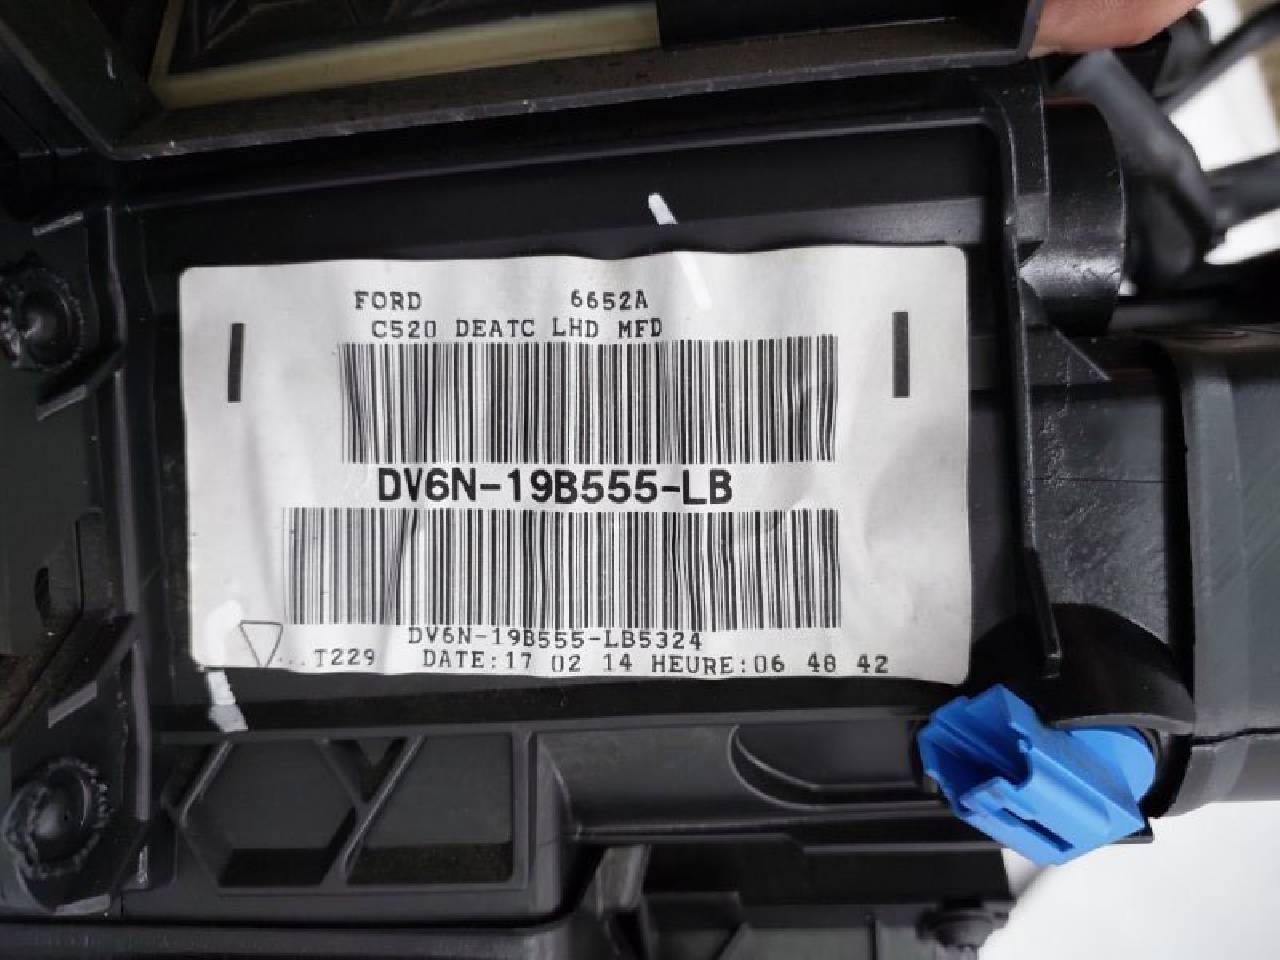 FORD 6652A
C520 DEATC LHD MFD
DV6N-19B555-LB
DV6N-19B555-LB5324
...T229 DATE:17 02 14 HEURE:06 48 42